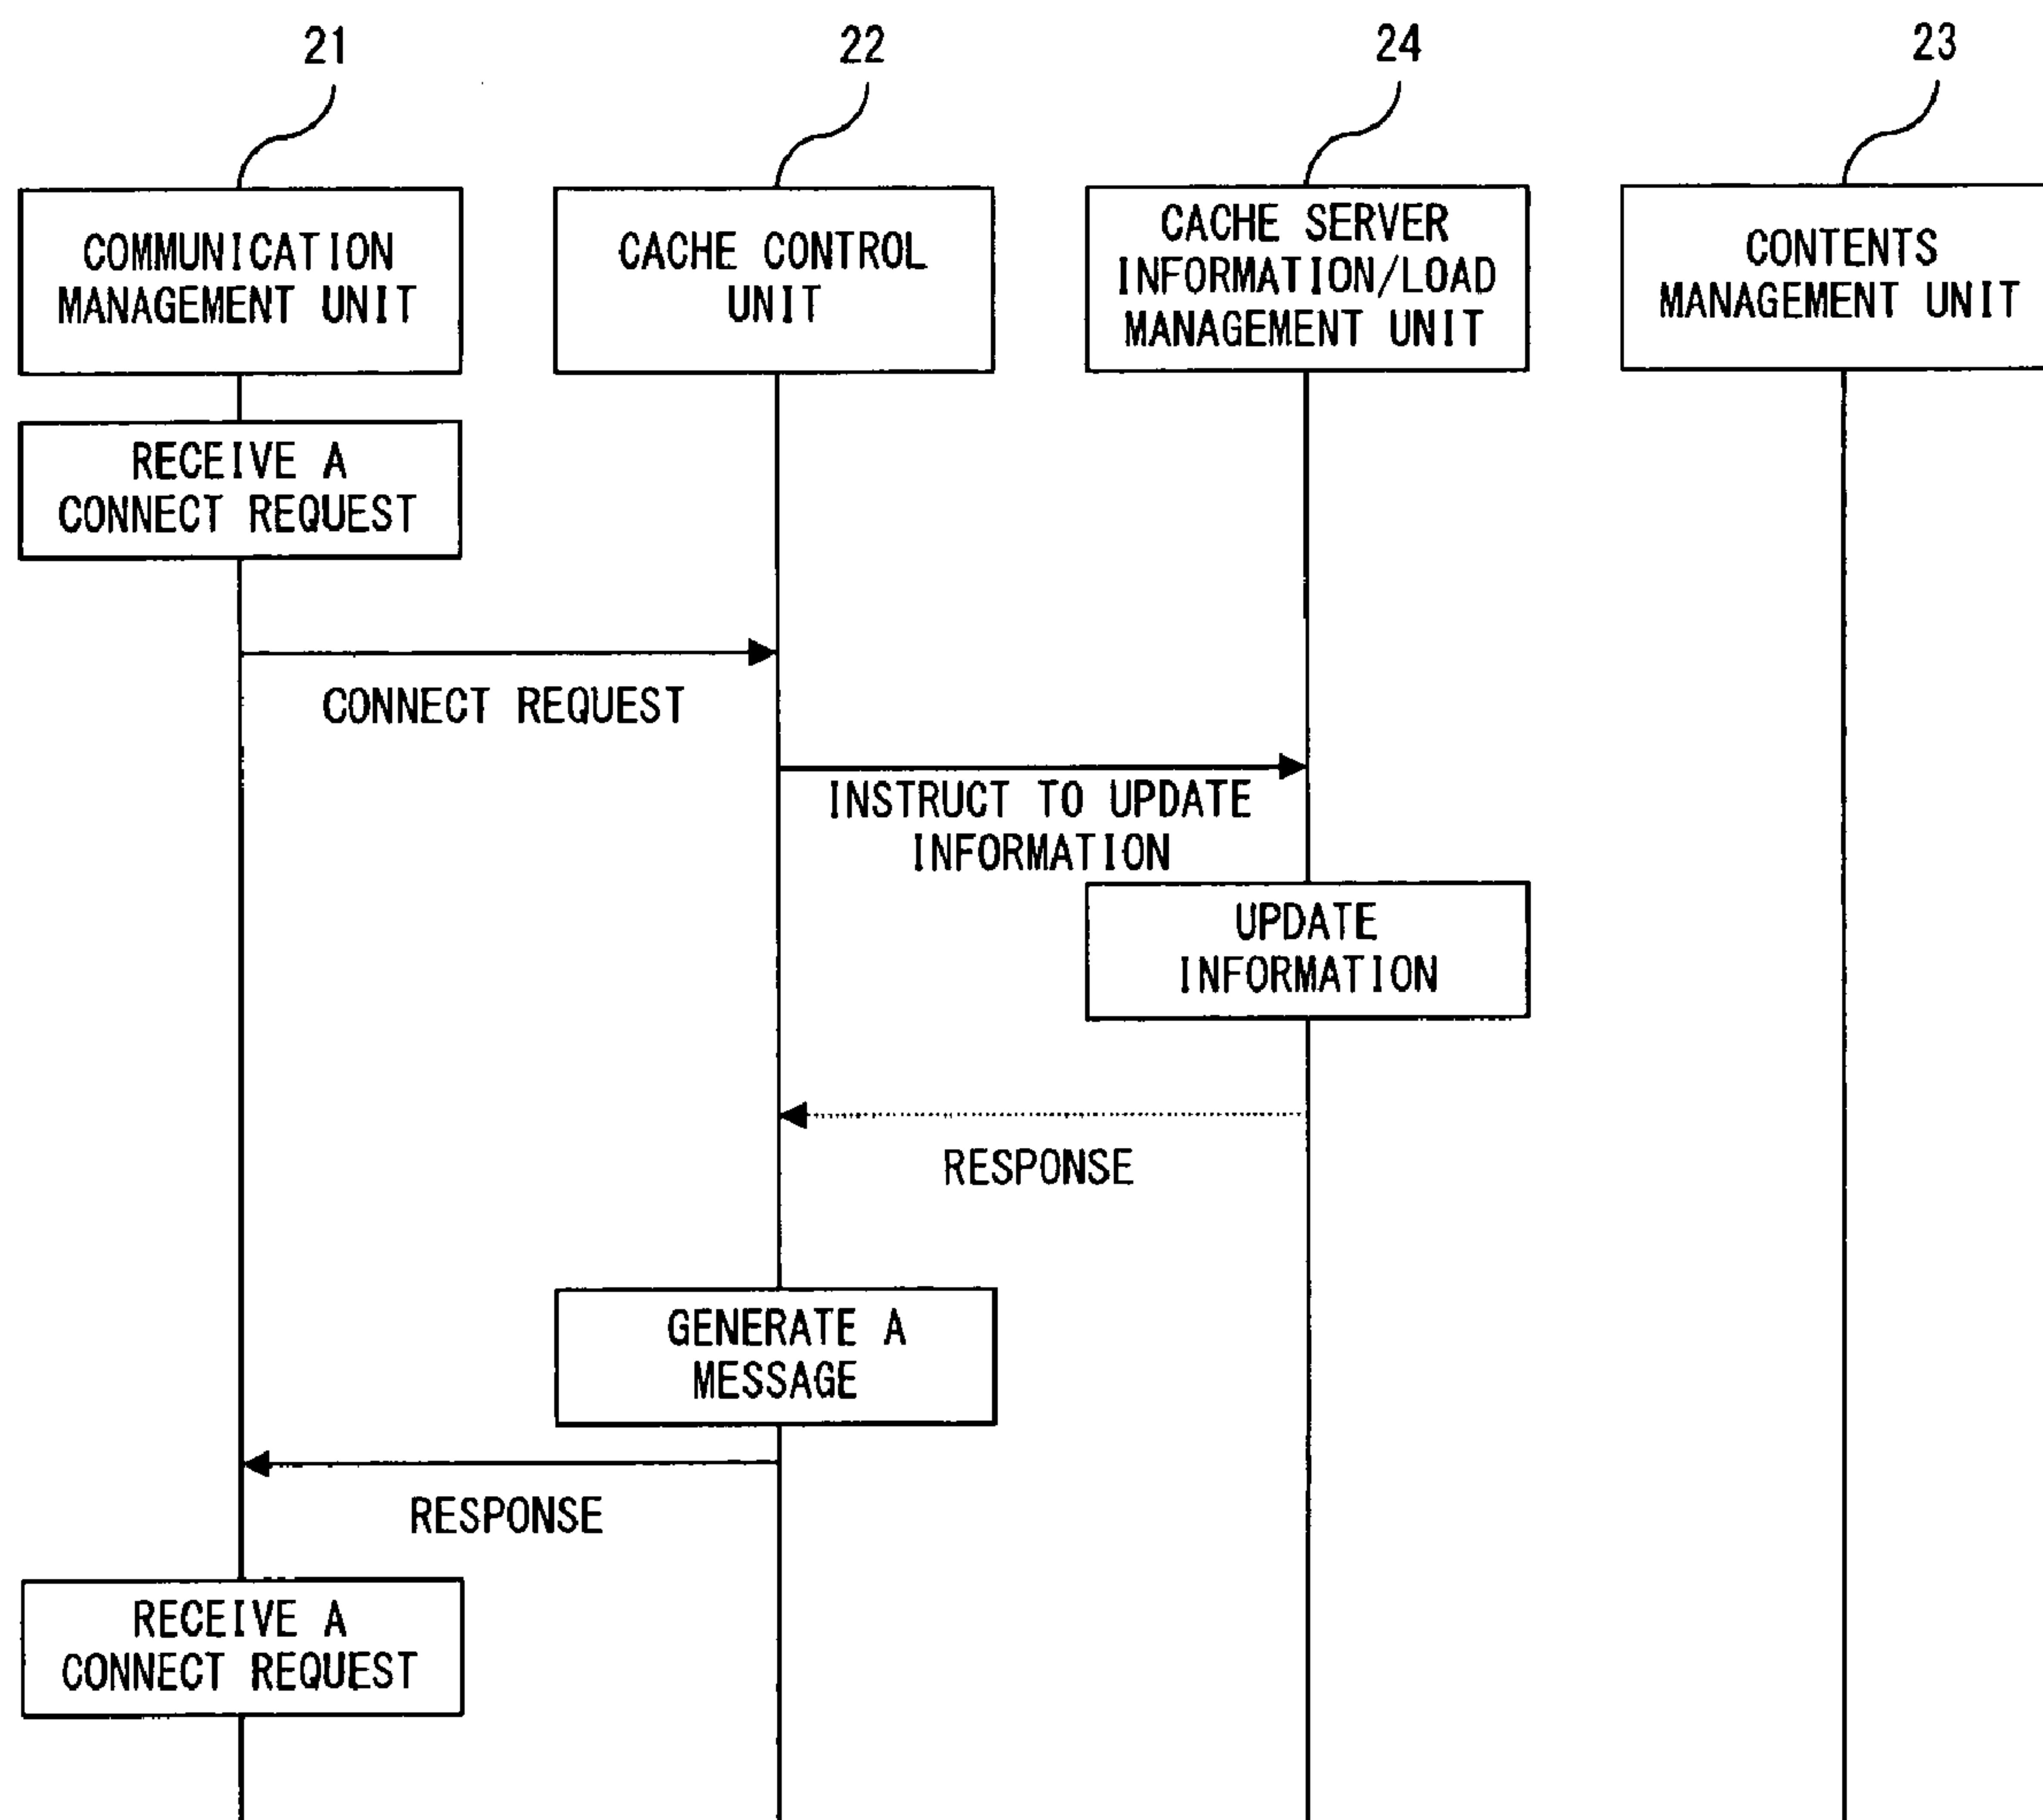 21
22
24
23
COMMUNICATION
MANAGEMENT UNIT
CACHE CONTROL
UNIT
CACHE SERVER
INFORMATION/LOAD
MANAGEMENT UNIT
CONTENTS
MANAGEMENT UNIT
RECEIVE A
CONNECT REQUEST
CONNECT REQUEST
INSTRUCT TO UPDATE
INFORMATION
UPDATE
INFORMATION
RESPONSE
GENERATE A
MESSAGE
RESPONSE
RECEIVE A
CONNECT REQUEST